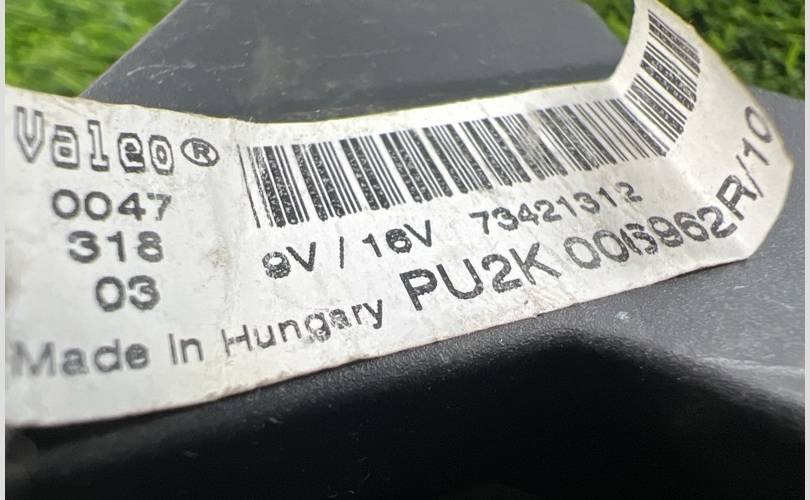 Valeo®
0047
318
03
Made In Hungary
9V / 16V 73421312
PU2K 006962R/10